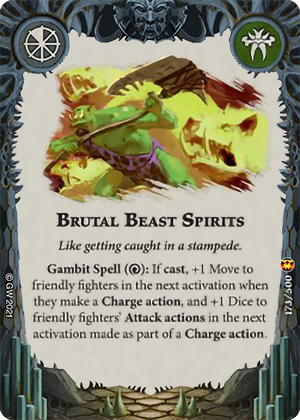 BRUTAL BEAST SPIRITS
Like getting caught in a stampede.
Gambit Spell (): If cast, +1 Move to
friendly fighters in the next activation when
they make a Charge action, and +1 Dice to
friendly fighters' Attack actions in the next
activation made as part of a Charge action.
© GW 2021
173/500